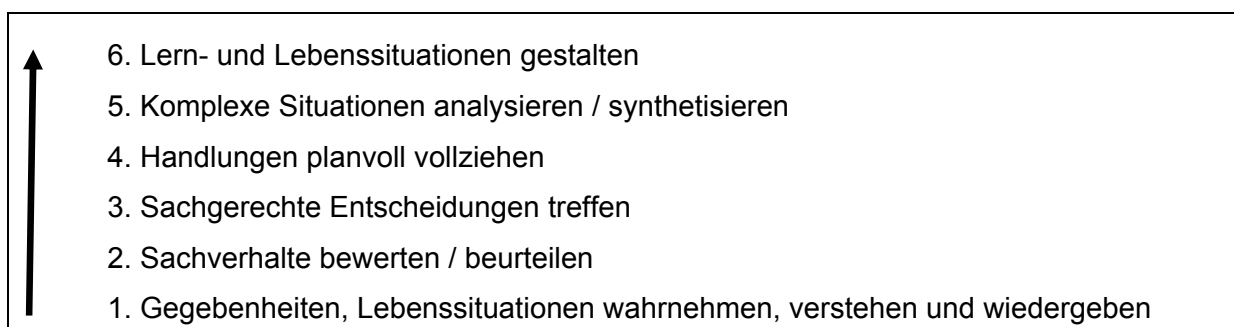 6. Lern- und Lebenssituationen gestalten
5. Komplexe Situationen analysieren / synthetisieren
4. Handlungen planvoll vollziehen
3. Sachgerechte Entscheidungen treffen
2. Sachverhalte bewerten / beurteilen
1. Gegebenheiten, Lebenssituationen wahrnehmen, verstehen und wiedergeben